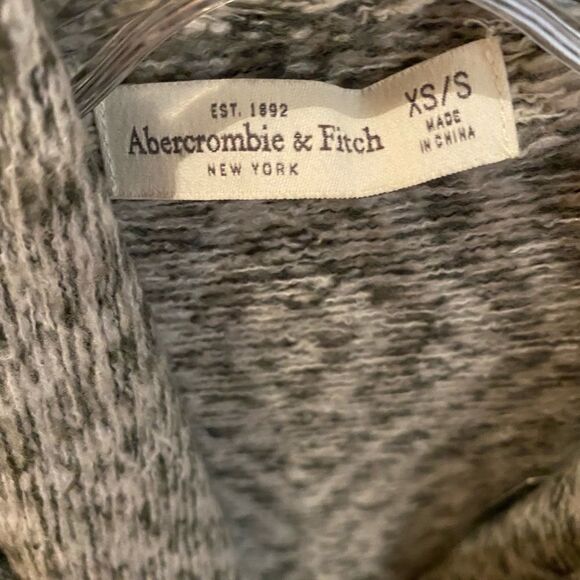 EST. 1892
Abercrombie & Fitch
NEW YORK
XS/S
MADE
IN CHINA